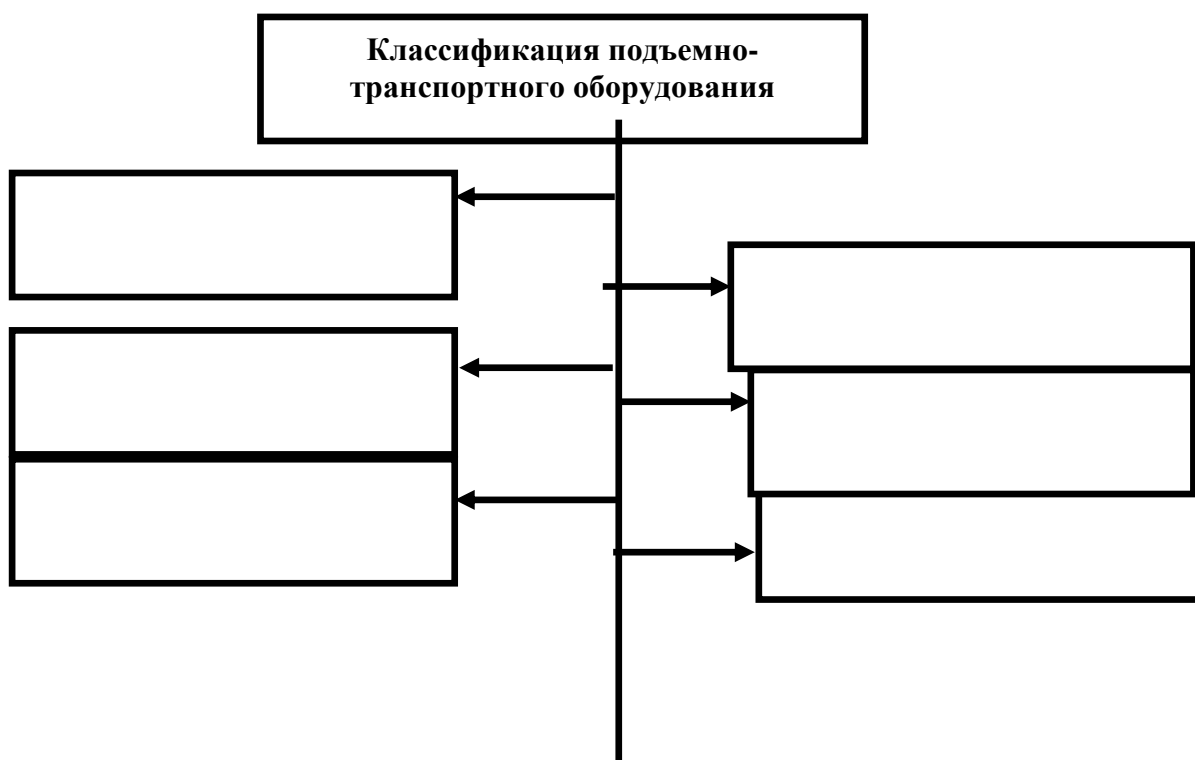 Классификация подъемно-
транспортного оборудования